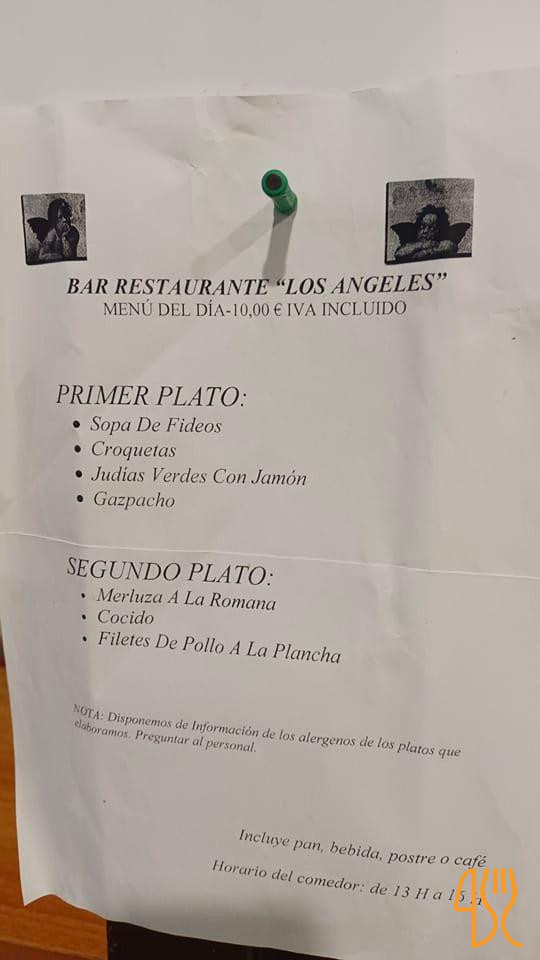 BAR RESTAURANTE “LOS ANGELES”
MENÚ DEL DÍA-10,00 € IVA INCLUIDO
PRIMER PLATO:
• Sopa De Fideos
• Croquetas
• Judías Verdes Con Jamón
• Gazpacho
SEGUNDO PLATO:
• Merluza A La Romana
• Cocido
• Filetes De Pollo A La Plancha
NOTA: Disponemos de Información de los alergenos de los platos que
elaboramos. Preguntar al personal.
Incluye pan, bebida, postre o café
Horario del comedor: de 13 H a